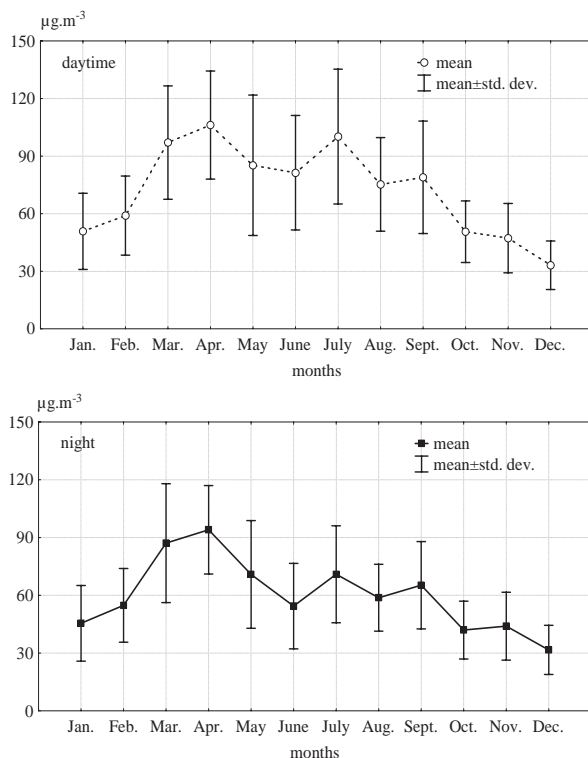 µg.m-3
150
120
90
60
30
0
daytime
mean
mean±std. dev.
Jan. Feb. Mar. Apr. May June July Aug. Sept. Oct. Nov. Dec.
months
µg.m-3
150
120
90
60
30
0
night
mean
mean±std. dev.
Jan. Feb. Mar. Apr. May June July Aug. Sept. Oct. Nov. Dec.
months